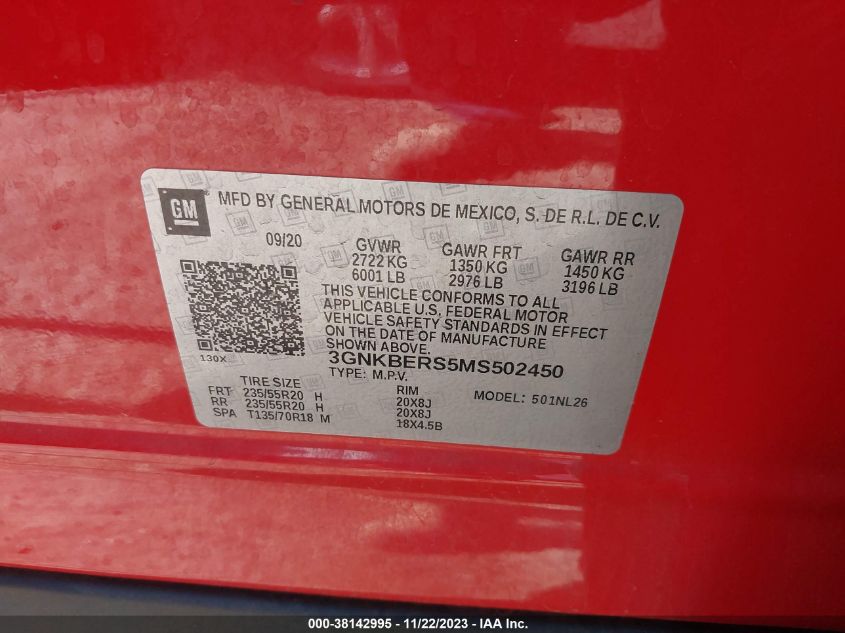 GM MFD BY GENERAL MOTORS DE MEXICO, S. DE R.L. DE C.V.
09/20 GVWR GAWR FRT GAWR RR
2722 KG 1350 KG 1450 KG
6001 LB 2976 LB 3196 LB
THIS VEHICLE CONFORMS TO ALL
APPLICABLE U.S. FEDERAL MOTOR
VEHICLE SAFETY STANDARDS IN EFFECT
ON THE DATE OF MANUFACTURE
SHOWN ABOVE.
130X
3GNKBERS5MS502450
TYPE: M.P.V. MODEL: 501NL26
TIRE SIZE RIM
FRT 235/55R20 H 20X8J
RR 235/55R20 H 20X8J
SPA T135/70R18 M 18X4.5B
000-38142995 - 11/22/2023 - IAA Inc.